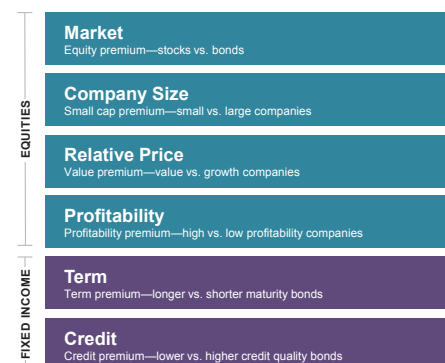 EQUITIES
Market
Equity premium—stocks vs. bonds
Company Size
Small cap premium—small vs. large companies
Relative Price
Value premium—value vs. growth companies
Profitability
Profitability premium—high vs. low profitability companies
FIXED INCOME
Term
Term premium—longer vs. shorter maturity bonds
Credit
Credit premium—lower vs. higher credit quality bonds